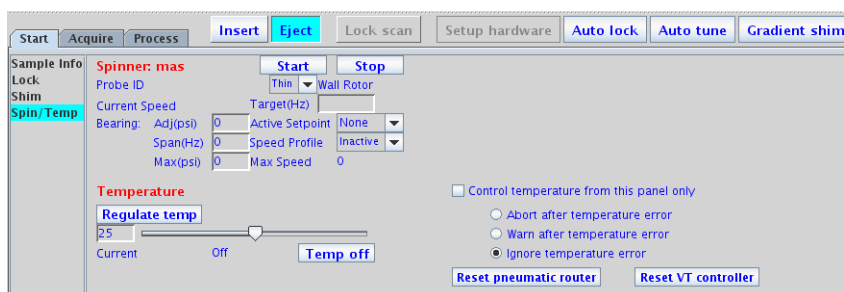 Insert Eject Lock scan Setup hardware Auto lock Auto tune Gradient shim
Start Acquire Process
Sample Info
Lock
Shim
Spin/Temp
Spinner: mas Start Stop
Probe ID Thin Wall Rotor
Current Speed Target(Hz)
Bearing: Adj(psi) 0 Active Setpoint None
Span(Hz) 0 Speed Profile Inactive
Max(psi) 0 Max Speed 0
Temperature
Control temperature from this panel only
Regulate temp
Abort after temperature error
25
Warn after temperature error
Current Off Temp off
Ignore temperature error
Reset pneumatic router Reset VT controller